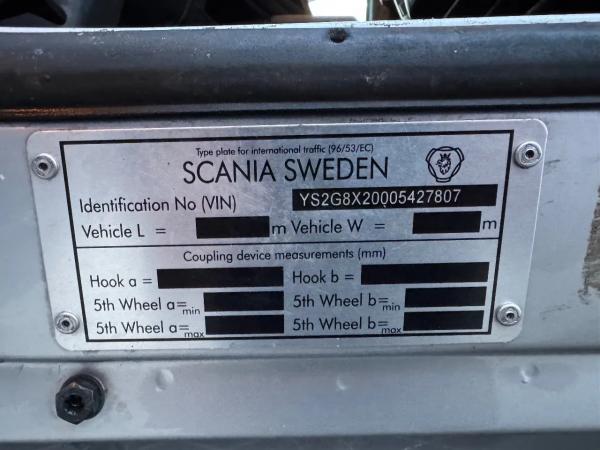 Type plate for international traffic (96/53/EC)
SCANIA SWEDEN
Identification No (VIN) YS2G8X20005427807
Vehicle L = m Vehicle W = m
Coupling device measurements (mm)
Hook a = Hook b =
5th Wheel a=min 5th Wheel b=min
5th Wheel a=max 5th Wheel b=max